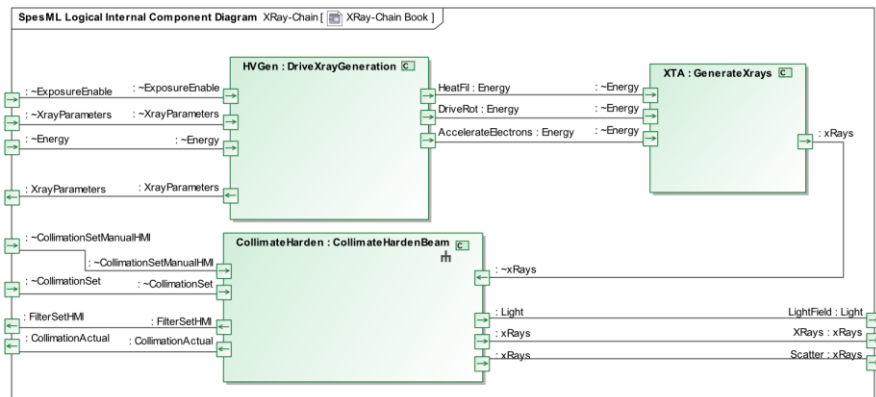 SpesML Logical Internal Component Diagram XRay-Chain [ XRay-Chain Book ]
HVGen : DriveXrayGeneration C
XTA : GenerateXrays C
: ~ExposureEnable : ~ExposureEnable
HeatFil : Energy : ~Energy
: ~XrayParameters : ~XrayParameters
DriveRot : Energy : ~Energy
: ~Energy : ~Energy
AccelerateElectrons : Energy : ~Energy
: xRays
: XrayParameters : XrayParameters
: ~CollimationSetManualHMI
CollimateHarden : CollimateHardenBeam C
: ~CollimationSetManualHMI
: ~xRays
: ~CollimationSet : ~CollimationSet
: Light LightField : Light
: FilterSetHMI : FilterSetHMI
: xRays XRays : xRays
: CollimationActual : CollimationActual
: xRays Scatter : xRays